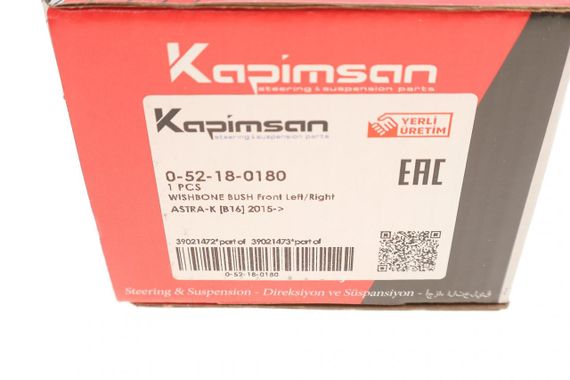 Kapimsan
steering & suspension parts
Kapimsan
steering & suspension parts
YERLİ
ÜRETİM
0-52-18-0180
1 PCS
WISHBONE BUSH Front Left/Right
ASTRA-K [B16] 2015->
EAC
39021472*part of 39021473*part of
0-52-18-0180
Steering & Suspension - Direksiyon ve Süspansiyon -